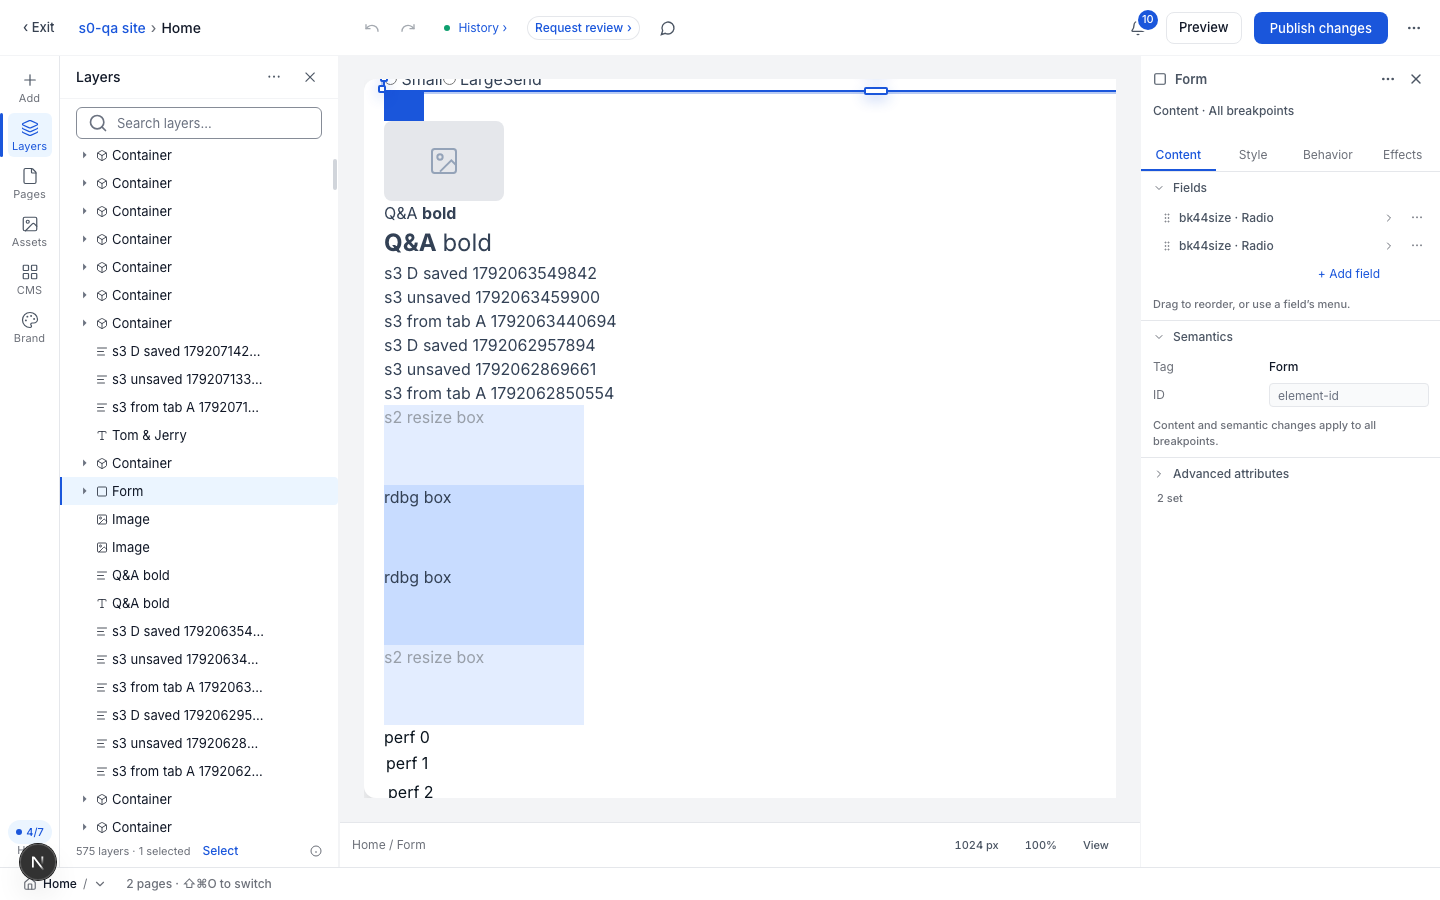 ‹ Exit
s0-qa site › Home
History ›
Request review ›
10
Preview
Publish changes
Add
Layers
Pages
Assets
CMS
Brand
4/7
N
Layers
Search layers...
Container
Container
Container
Container
Container
Container
Container
s3 D saved 179207142...
s3 unsaved 179207133...
s3 from tab A 1792071...
Tom & Jerry
Container
Form
Image
Image
Q&A bold
Q&A bold
s3 D saved 179206354...
s3 unsaved 17920634...
s3 from tab A 1792063...
s3 D saved 179206295...
s3 unsaved 17920628...
s3 from tab A 1792062...
Container
Container
575 layers · 1 selected Select
Small LargeSend
Q&A bold
Q&A bold
s3 D saved 1792063549842
s3 unsaved 1792063459900
s3 from tab A 1792063440694
s3 D saved 1792062957894
s3 unsaved 1792062869661
s3 from tab A 1792062850554
s2 resize box
rdbg box
rdbg box
s2 resize box
perf 0
perf 1
perf 2
Home / Form
1024 px 100% View
Form
Content · All breakpoints
Content Style Behavior Effects
Fields
bk44size · Radio
bk44size · Radio
+ Add field
Drag to reorder, or use a field’s menu.
Semantics
Tag Form
ID element-id
Content and semantic changes apply to all
breakpoints.
Advanced attributes
2 set
Home / 2 pages · ⇧⌘O to switch